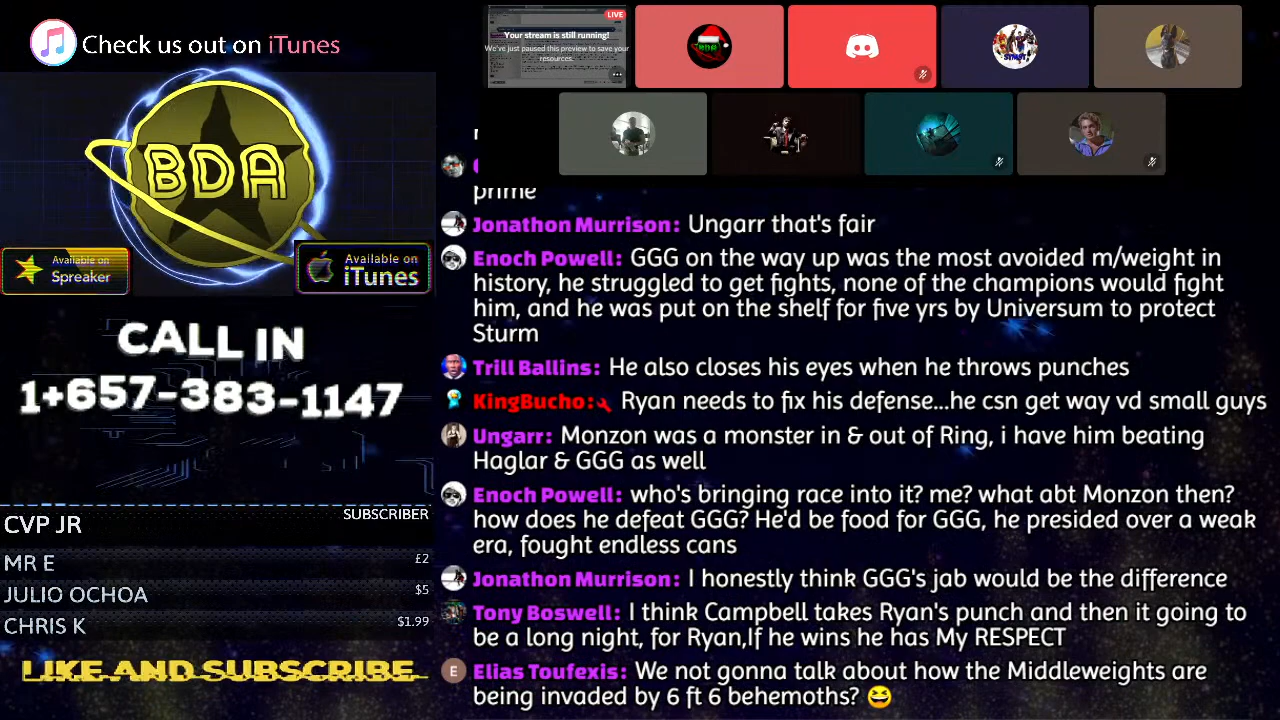 Check us out on iTunes
LIVE
Your stream is still running!
We've just paused this preview to save your
resources.
BDA
BDA
Available on
Spreaker
Available on
iTunes
CALL IN
1+657-383-1147
SUBSCRIBER
CVP JR
MR E £2
JULIO OCHOA $5
CHRIS K $1.99
LIKE AND SUBSCRIBE
prime
Jonathon Murrison: Ungarr that's fair
Enoch Powell: GGG on the way up was the most avoided m/weight in
history, he struggled to get fights, none of the champions would fight
him, and he was put on the shelf for five yrs by Universum to protect
Sturm
Trill Ballins: He also closes his eyes when he throws punches
KingBucho: Ryan needs to fix his defense...he csn get way vd small guys
Ungarr: Monzon was a monster in & out of Ring, i have him beating
Haglar & GGG as well
Enoch Powell: who's bringing race into it? me? what abt Monzon then?
how does he defeat GGG? He'd be food for GGG, he presided over a weak
era, fought endless cans
Jonathon Murrison: I honestly think GGG's jab would be the difference
Tony Boswell: I think Campbell takes Ryan's punch and then it going to
be a long night, for Ryan,If he wins he has My RESPECT
E
Elias Toufexis: We not gonna talk about how the Middleweights are
being invaded by 6 ft 6 behemoths? 😆